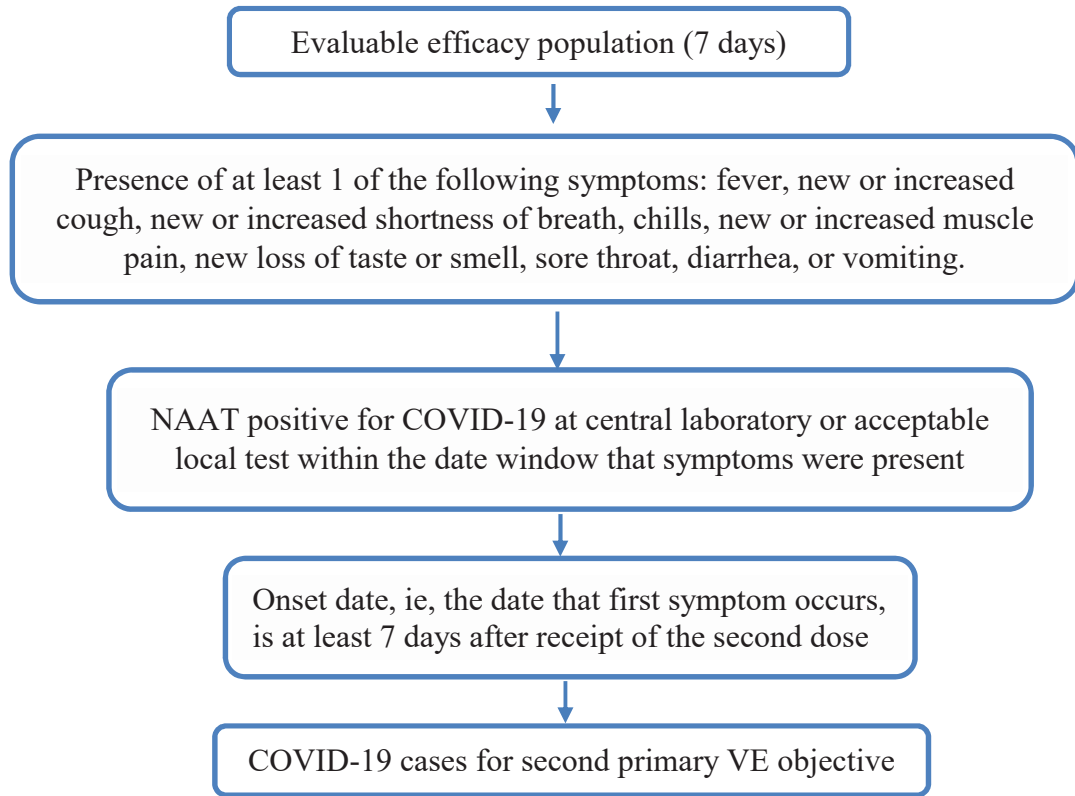 Evaluable efficacy population (7 days)
Presence of at least 1 of the following symptoms: fever, new or increased
cough, new or increased shortness of breath, chills, new or increased muscle
pain, new loss of taste or smell, sore throat, diarrhea, or vomiting.
NAAT positive for COVID-19 at central laboratory or acceptable
local test within the date window that symptoms were present
Onset date, ie, the date that first symptom occurs,
is at least 7 days after receipt of the second dose
COVID-19 cases for second primary VE objective